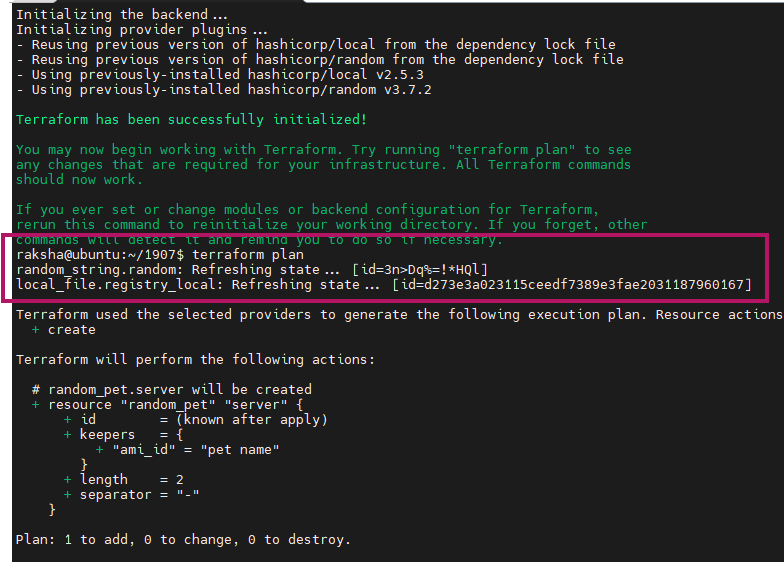 Initializing the backend...
Initializing provider plugins...
- Reusing previous version of hashicorp/local from the dependency lock file
- Reusing previous version of hashicorp/random from the dependency lock file
- Using previously-installed hashicorp/local v2.5.3
- Using previously-installed hashicorp/random v3.7.2
Terraform has been successfully initialized!
You may now begin working with Terraform. Try running "terraform plan" to see
any changes that are required for your infrastructure. All Terraform commands
should now work.
If you ever set or change modules or backend configuration for Terraform,
rerun this command to reinitialize your working directory. If you forget, other
commands will detect it and remind you to do so if necessary.
raksha@ubuntu:~/1907$ terraform plan
random_string.random: Refreshing state... [id=3n>Dq%=!*HQl]
local_file.registry_local: Refreshing state... [id=d273e3a023115ceedf7389e3fae2031187960167]
Terraform used the selected providers to generate the following execution plan. Resource actions
  + create
Terraform will perform the following actions:
  # random_pet.server will be created
  + resource "random_pet" "server" {
      + id        = (known after apply)
      + keepers   = {
          + "ami_id" = "pet name"
        }
      + length    = 2
      + separator = "-"
    }
Plan: 1 to add, 0 to change, 0 to destroy.